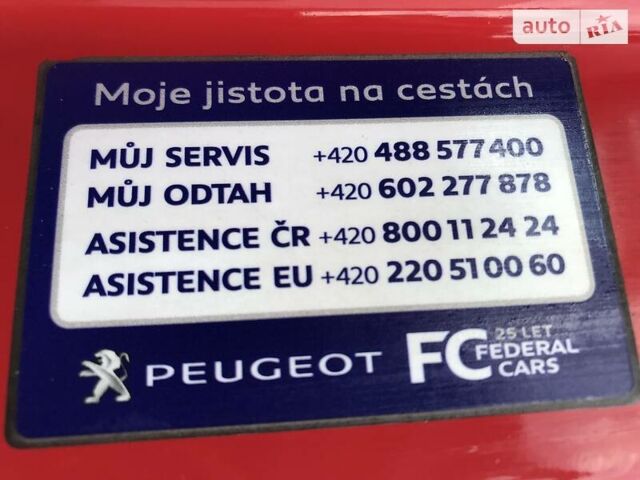 auto RIA
Moje jistota na cestách
MŮJ SERVIS +420 488 577 400
MŮJ ODTAH +420 602 277 878
ASISTENCE ČR +420 800 11 24 24
ASISTENCE EU +420 220 51 00 60
PEUGEOT FC 25 LET
FEDERAL
CARS